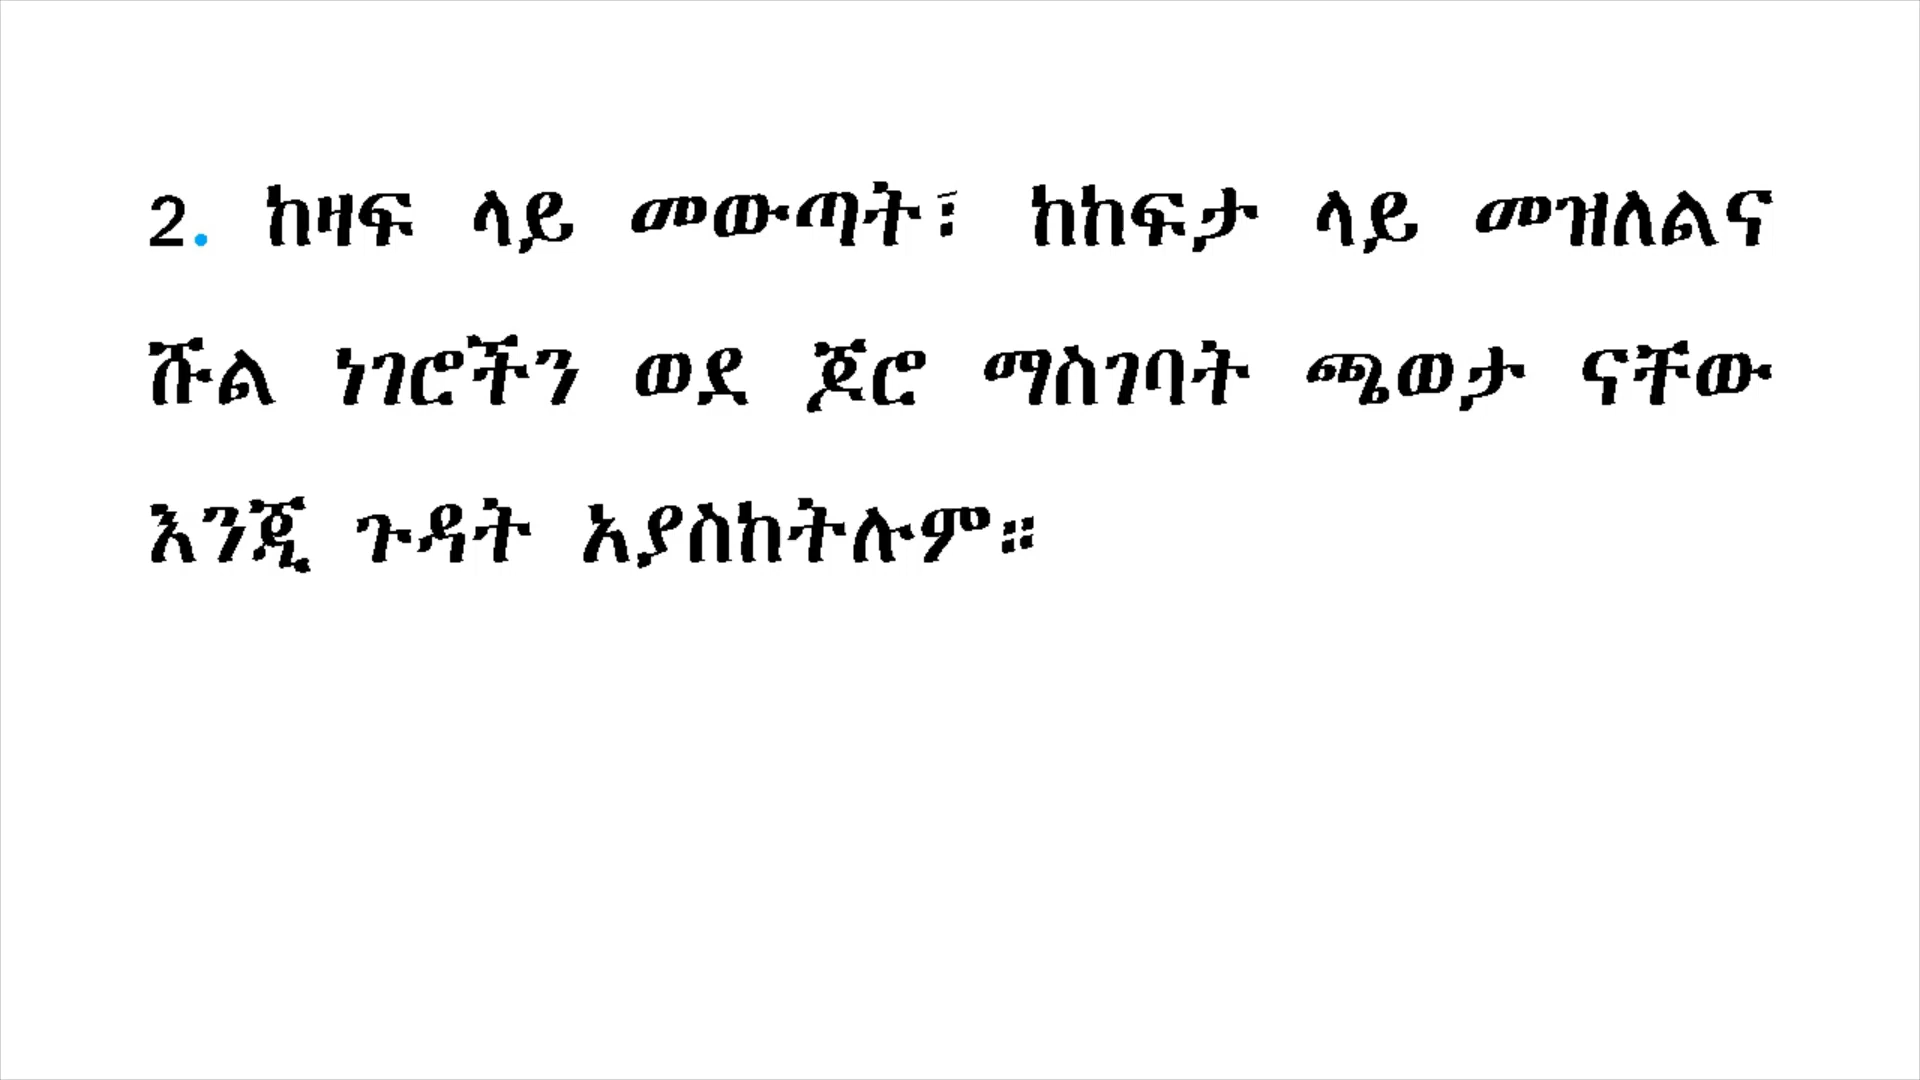 2. ከዛፍ ላይ መውጣት፣ ከከፍታ ላይ መዝለልና
ሹል ነገሮችን ወደ ጆሮ ማስገባት ጫወታ ናቸው
እንጂ ጉዳት አያስከትሉም።